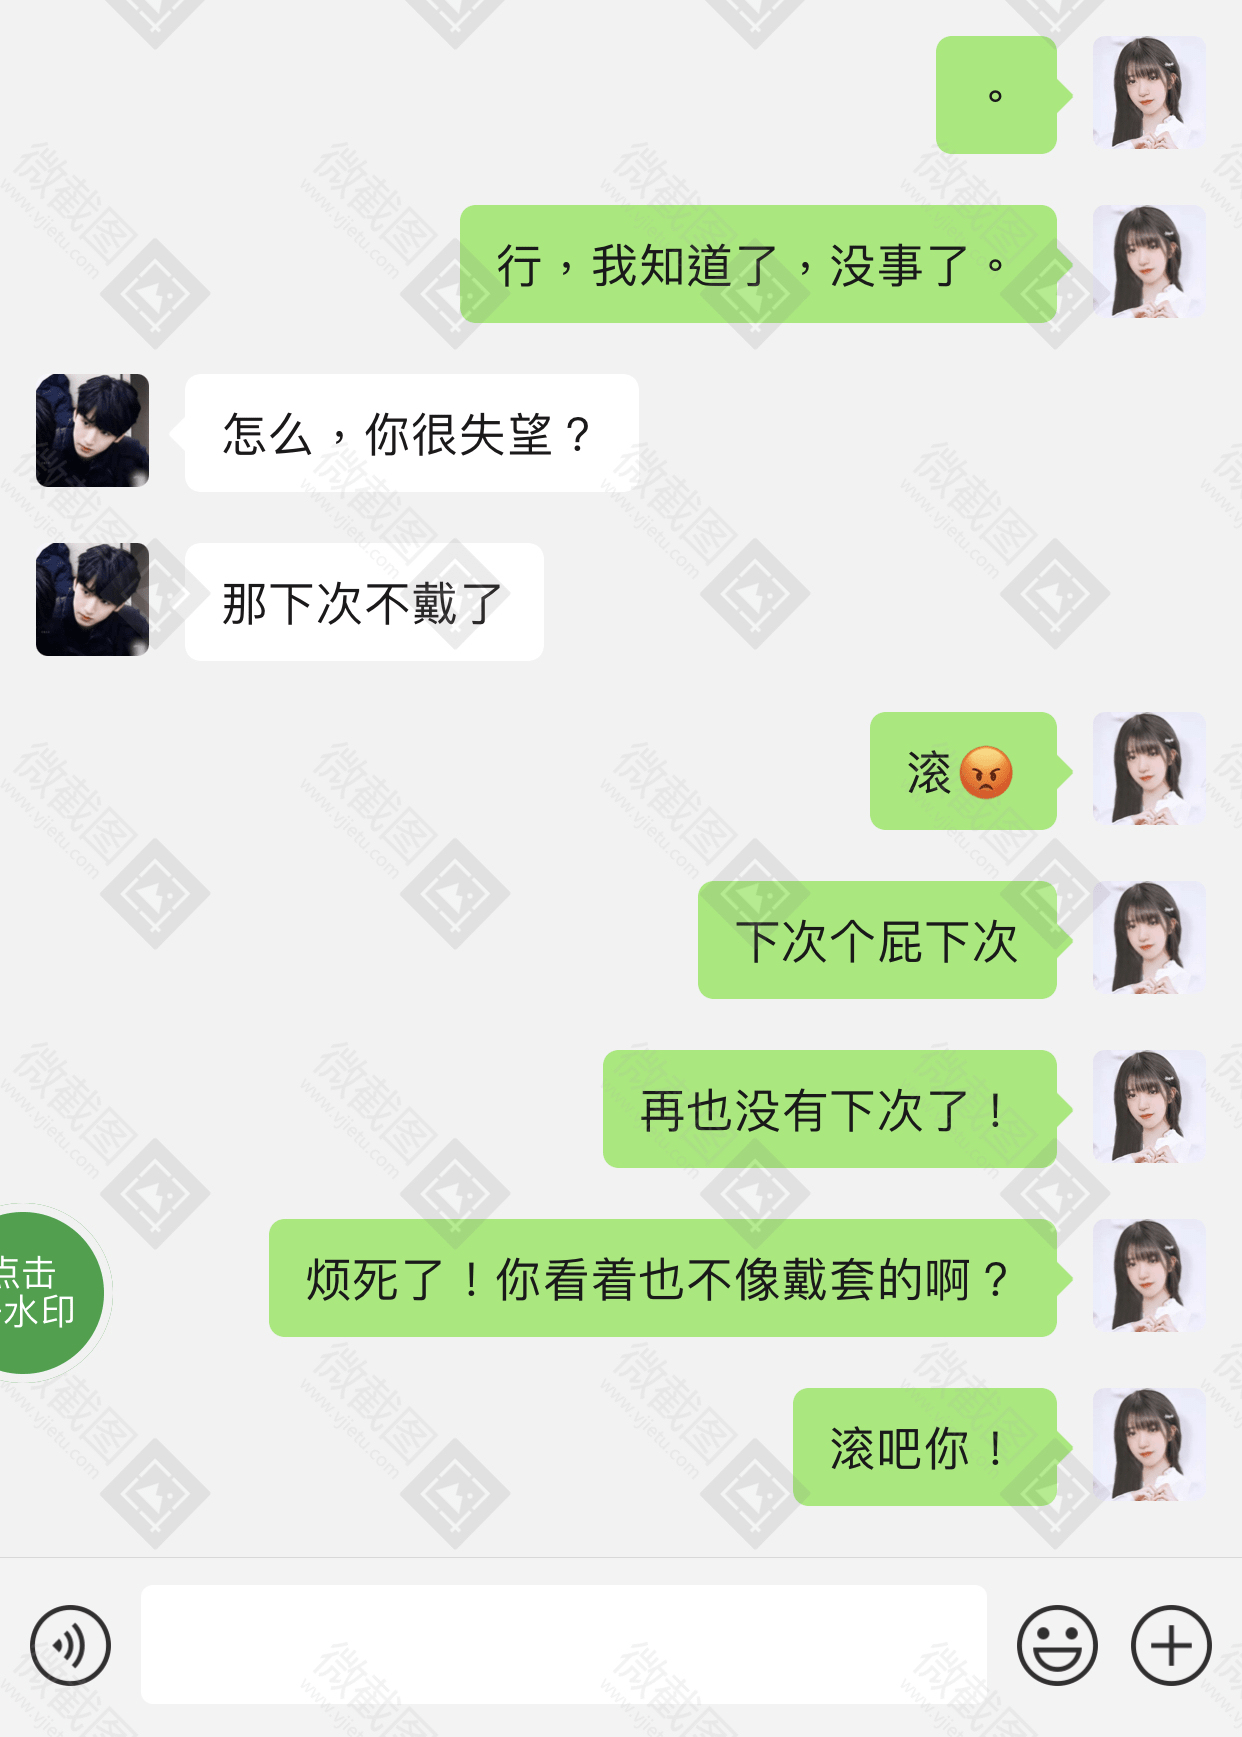 。
行，我知道了，没事了。
怎么，你很失望？
那下次不戴了
滚😡
下次个屁下次
再也没有下次了！
烦死了！你看着也不像戴套的啊？
点击
水印
滚吧你！
微截图
www.vjietu.com